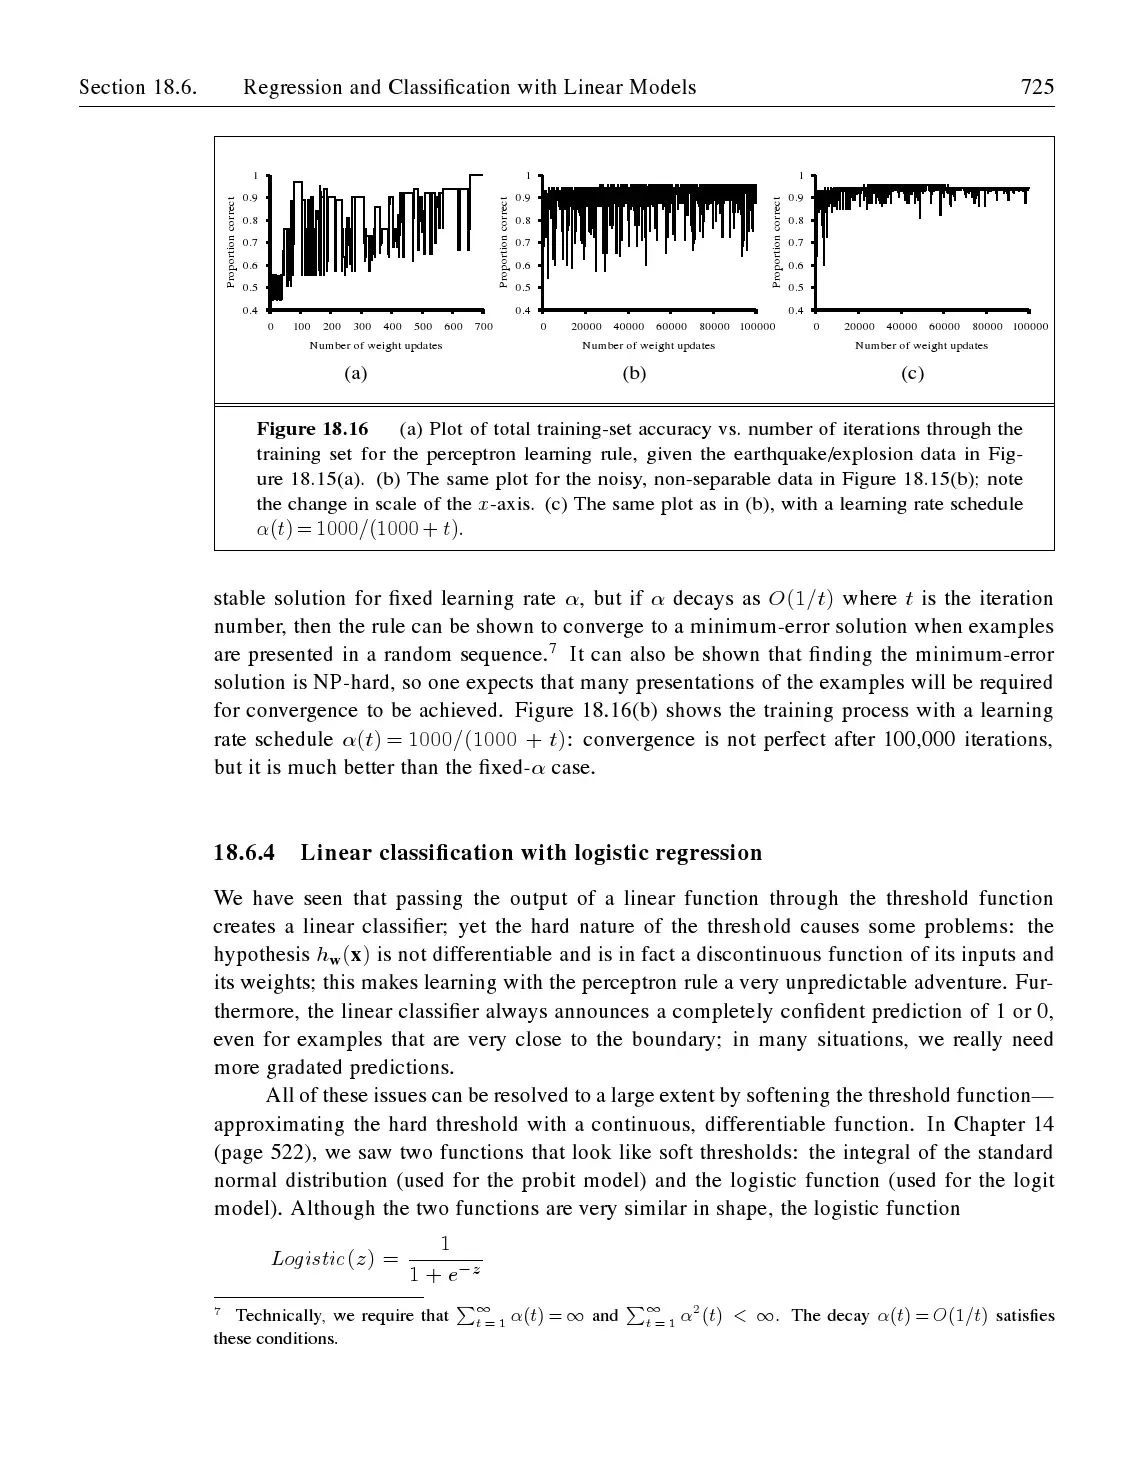 Section 18.6. Regression and Classification with Linear Models 725
1
0.9
0.8
0.7
0.6
0.5
0.4
Proportion correct
0 100 200 300 400 500 600 700
Number of weight updates
(a)
1
0.9
0.8
0.7
0.6
0.5
0.4
Proportion correct
0 20000 40000 60000 80000 100000
Number of weight updates
(b)
1
0.9
0.8
0.7
0.6
0.5
0.4
Proportion correct
0 20000 40000 60000 80000 100000
Number of weight updates
(c)
Figure 18.16 (a) Plot of total training-set accuracy vs. number of iterations through the
training set for the perceptron learning rule, given the earthquake/explosion data in Fig-
ure 18.15(a). (b) The same plot for the noisy, non-separable data in Figure 18.15(b); note
the change in scale of the x-axis. (c) The same plot as in (b), with a learning rate schedule
α(t) = 1000/(1000 + t).
stable solution for fixed learning rate α, but if α decays as O(1/t) where t is the iteration
number, then the rule can be shown to converge to a minimum-error solution when examples
are presented in a random sequence.⁷ It can also be shown that finding the minimum-error
solution is NP-hard, so one expects that many presentations of the examples will be required
for convergence to be achieved. Figure 18.16(b) shows the training process with a learning
rate schedule α(t) = 1000/(1000 + t): convergence is not perfect after 100,000 iterations,
but it is much better than the fixed-α case.
18.6.4 Linear classification with logistic regression
We have seen that passing the output of a linear function through the threshold function
creates a linear classifier; yet the hard nature of the threshold causes some problems: the
hypothesis h_w(x) is not differentiable and is in fact a discontinuous function of its inputs and
its weights; this makes learning with the perceptron rule a very unpredictable adventure. Fur-
thermore, the linear classifier always announces a completely confident prediction of 1 or 0,
even for examples that are very close to the boundary; in many situations, we really need
more gradated predictions.
All of these issues can be resolved to a large extent by softening the threshold function—
approximating the hard threshold with a continuous, differentiable function. In Chapter 14
(page 522), we saw two functions that look like soft thresholds: the integral of the standard
normal distribution (used for the probit model) and the logistic function (used for the logit
model). Although the two functions are very similar in shape, the logistic function
Logistic(z) = 1 / (1 + e^−z)
⁷ Technically, we require that ∑_{t=1}^∞ α(t) = ∞ and ∑_{t=1}^∞ α²(t) < ∞. The decay α(t) = O(1/t) satisfies
these conditions.